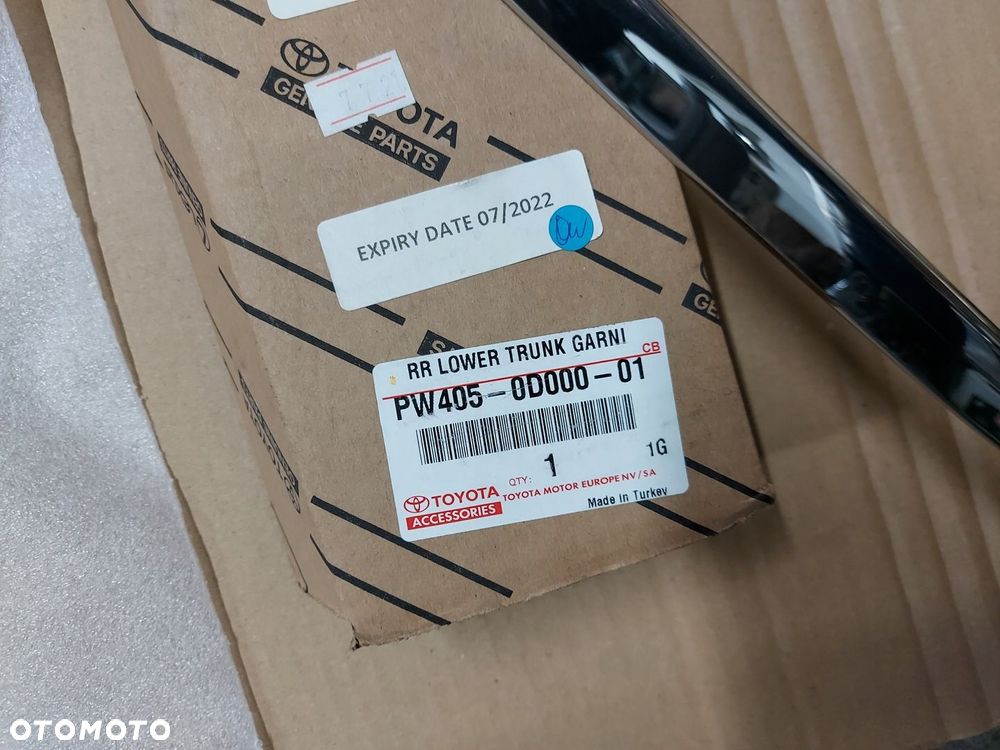 TOYOTA
GENUINE PARTS
777
EXPIRY DATE 07/2022
RR LOWER TRUNK GARNI
CB
PW405-0D000-01
QTY: 1
1G
TOYOTA
ACCESSORIES
TOYOTA MOTOR EUROPE NV/SA
Made in Turkey
OTOMOTO